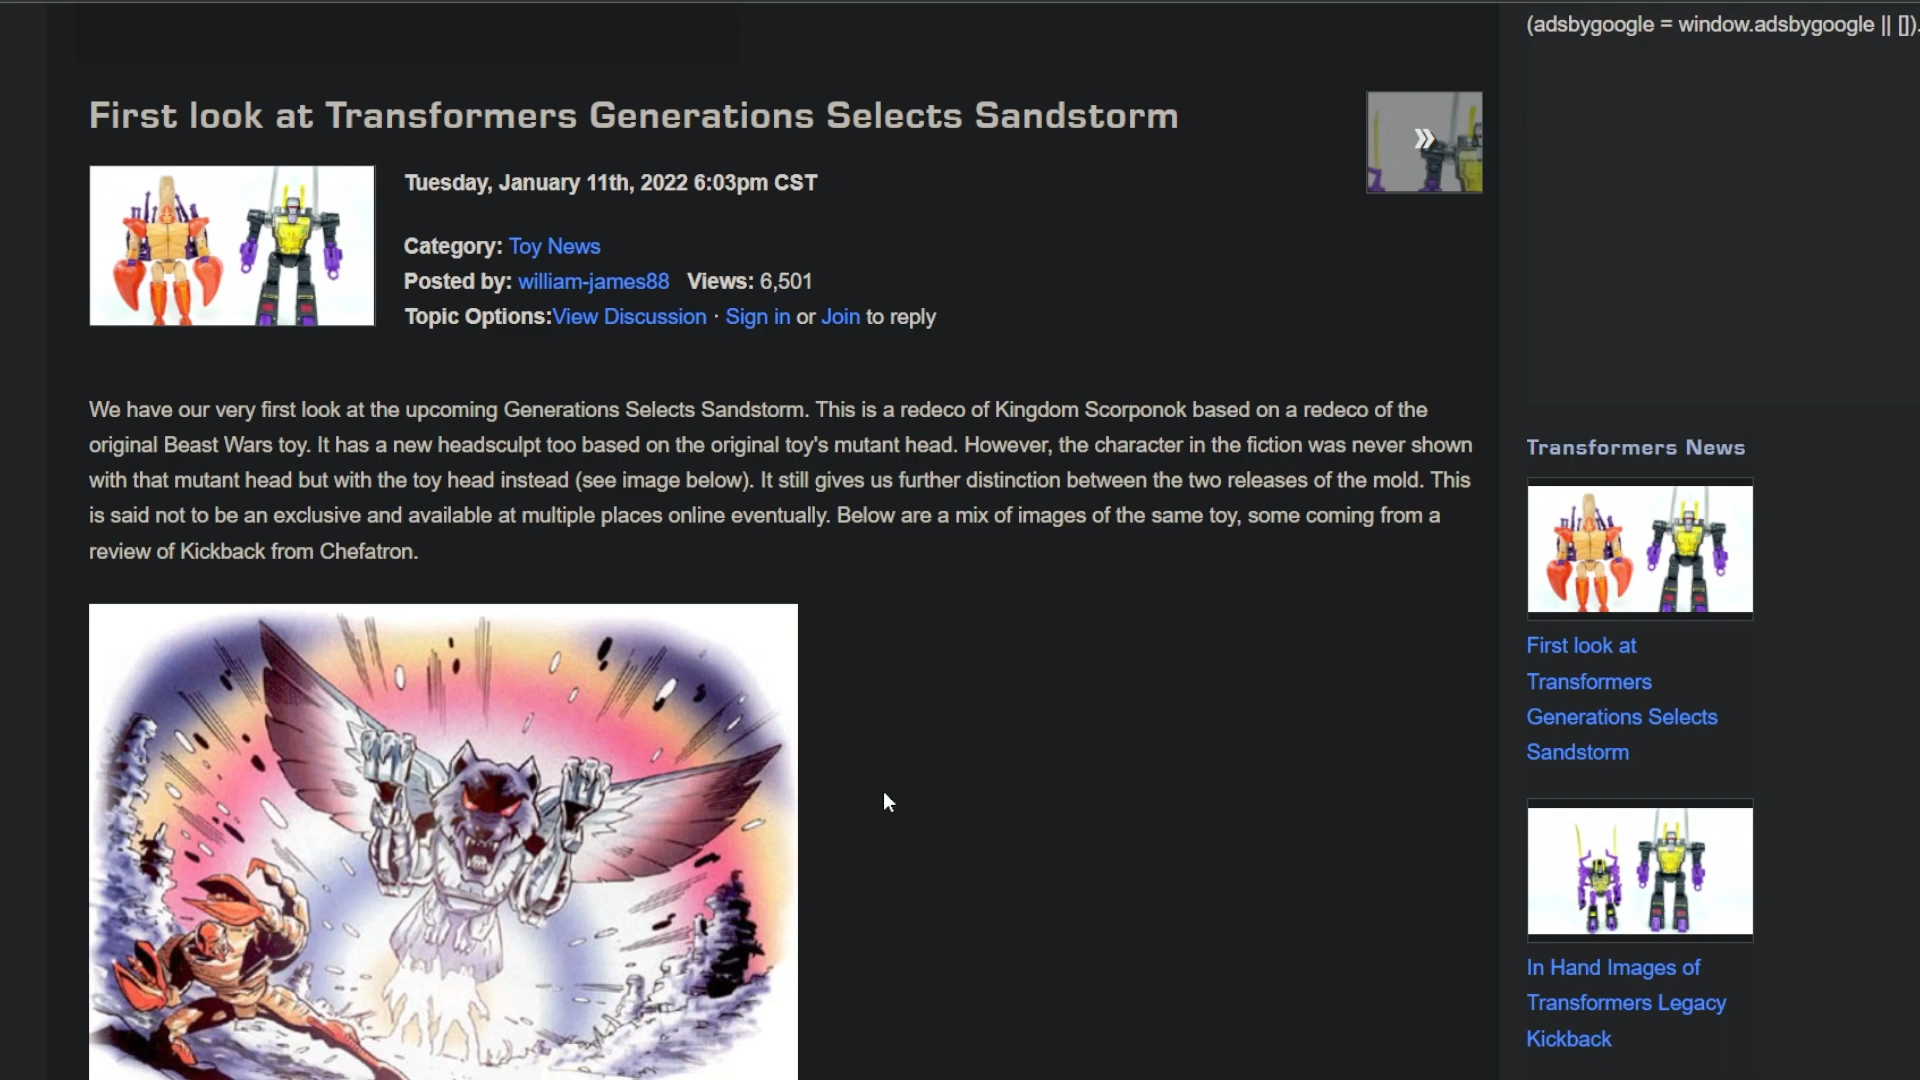 (adsbygoogle = window.adsbygoogle || []).
First look at Transformers Generations Selects Sandstorm
»
Tuesday, January 11th, 2022 6:03pm CST
Category: Toy News
Posted by: william-james88 Views: 6,501
Topic Options:View Discussion · Sign in or Join to reply
We have our very first look at the upcoming Generations Selects Sandstorm. This is a redeco of Kingdom Scorponok based on a redeco of the
original Beast Wars toy. It has a new headsculpt too based on the original toy's mutant head. However, the character in the fiction was never shown
with that mutant head but with the toy head instead (see image below). It still gives us further distinction between the two releases of the mold. This
is said not to be an exclusive and available at multiple places online eventually. Below are a mix of images of the same toy, some coming from a
review of Kickback from Chefatron.
Transformers News
First look at
Transformers
Generations Selects
Sandstorm
In Hand Images of
Transformers Legacy
Kickback